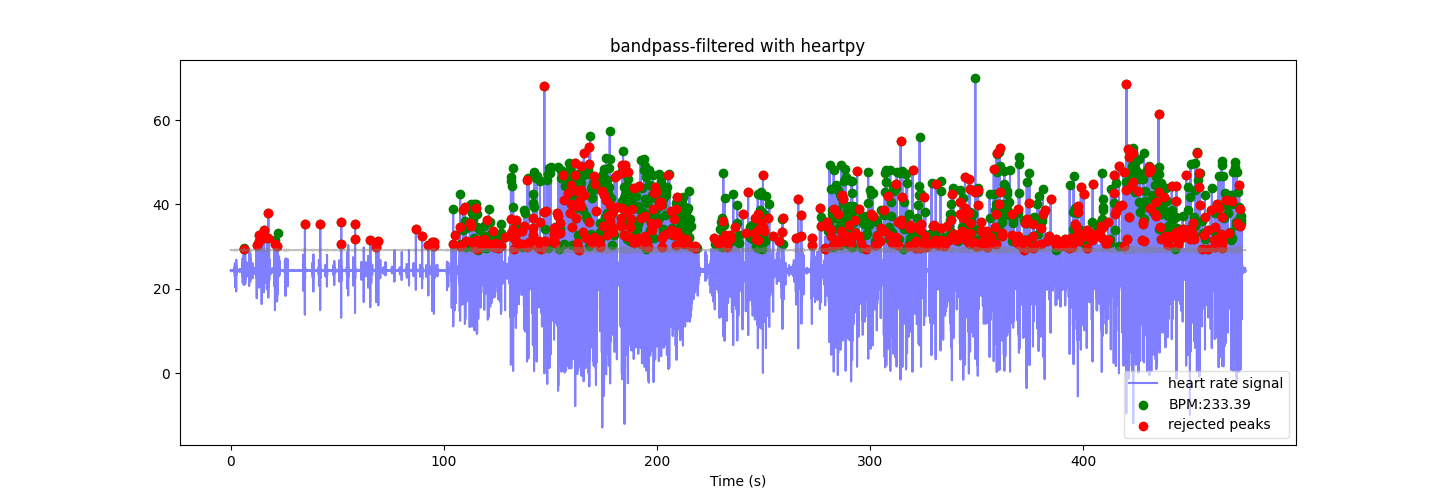 bandpass-filtered with heartpy
60
40
20
0
heart rate signal
BPM:233.39
rejected peaks
0
100
200
300
400
Time (s)